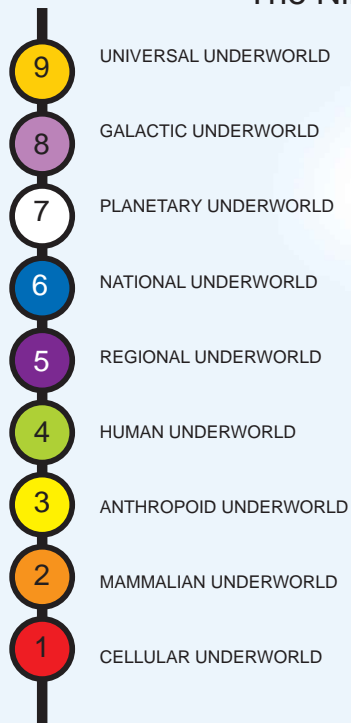 The
9 UNIVERSAL UNDERWORLD
8 GALACTIC UNDERWORLD
7 PLANETARY UNDERWORLD
6 NATIONAL UNDERWORLD
5 REGIONAL UNDERWORLD
4 HUMAN UNDERWORLD
3 ANTHROPOID UNDERWORLD
2 MAMMALIAN UNDERWORLD
1 CELLULAR UNDERWORLD